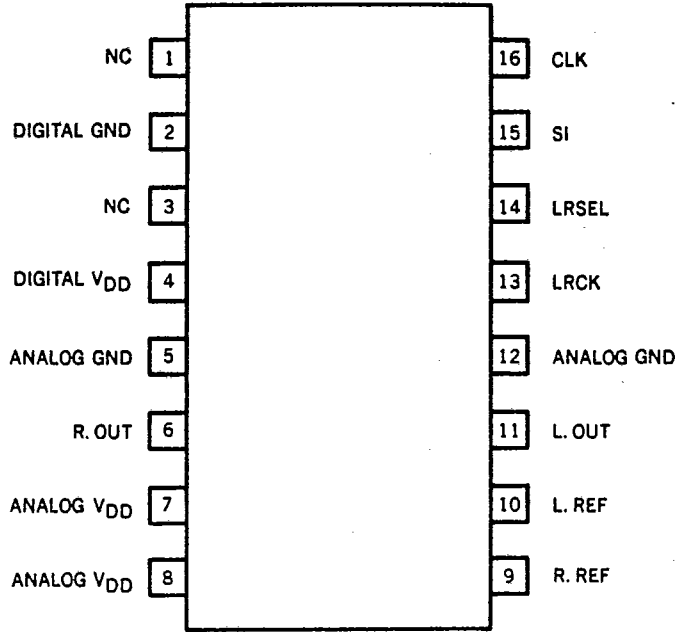 NC 1 16 CLK
DIGITAL GND 2 15 SI
NC 3 14 LRSEL
DIGITAL VDD 4 13 LRCK
ANALOG GND 5 12 ANALOG GND
R. OUT 6 11 L. OUT
ANALOG VDD 7 10 L. REF
ANALOG VDD 8 9 R. REF